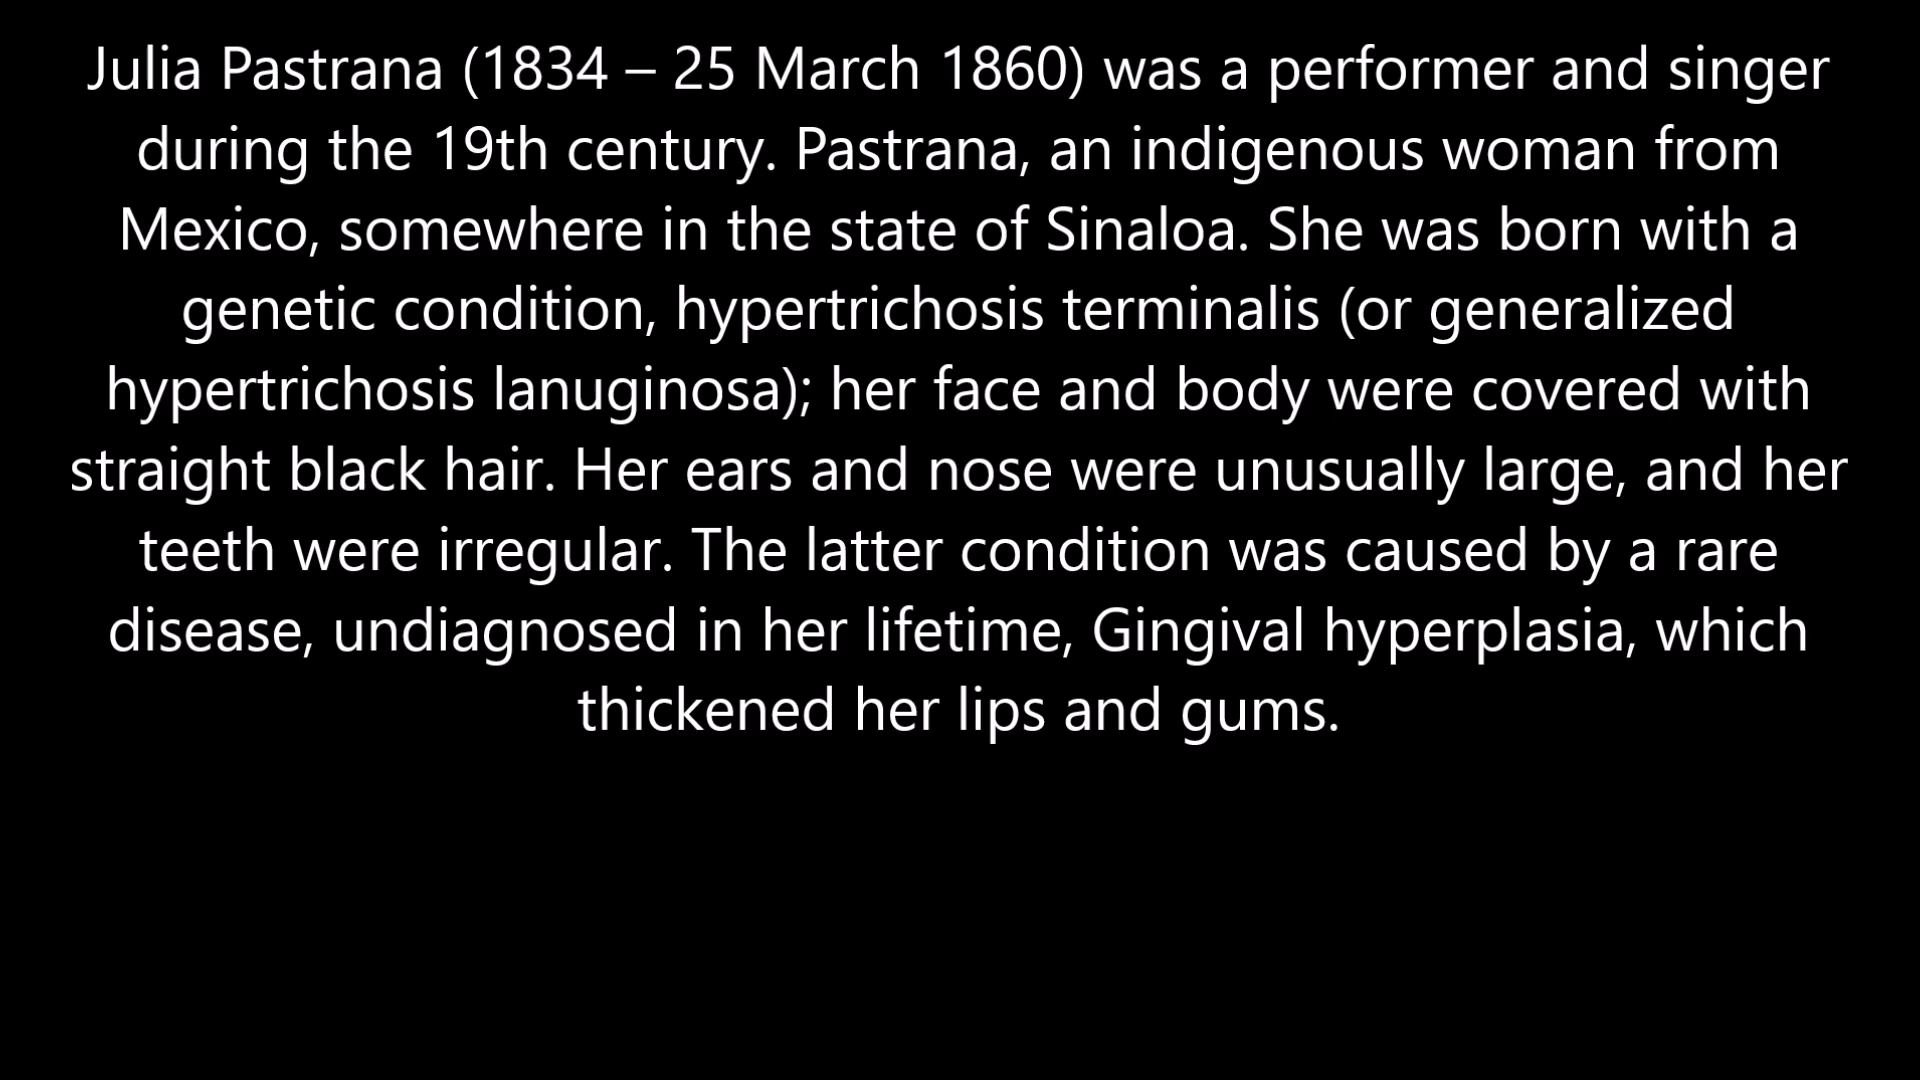 Julia Pastrana (1834 – 25 March 1860) was a performer and singer
during the 19th century. Pastrana, an indigenous woman from
Mexico, somewhere in the state of Sinaloa. She was born with a
genetic condition, hypertrichosis terminalis (or generalized
hypertrichosis lanuginosa); her face and body were covered with
straight black hair. Her ears and nose were unusually large, and her
teeth were irregular. The latter condition was caused by a rare
disease, undiagnosed in her lifetime, Gingival hyperplasia, which
thickened her lips and gums.